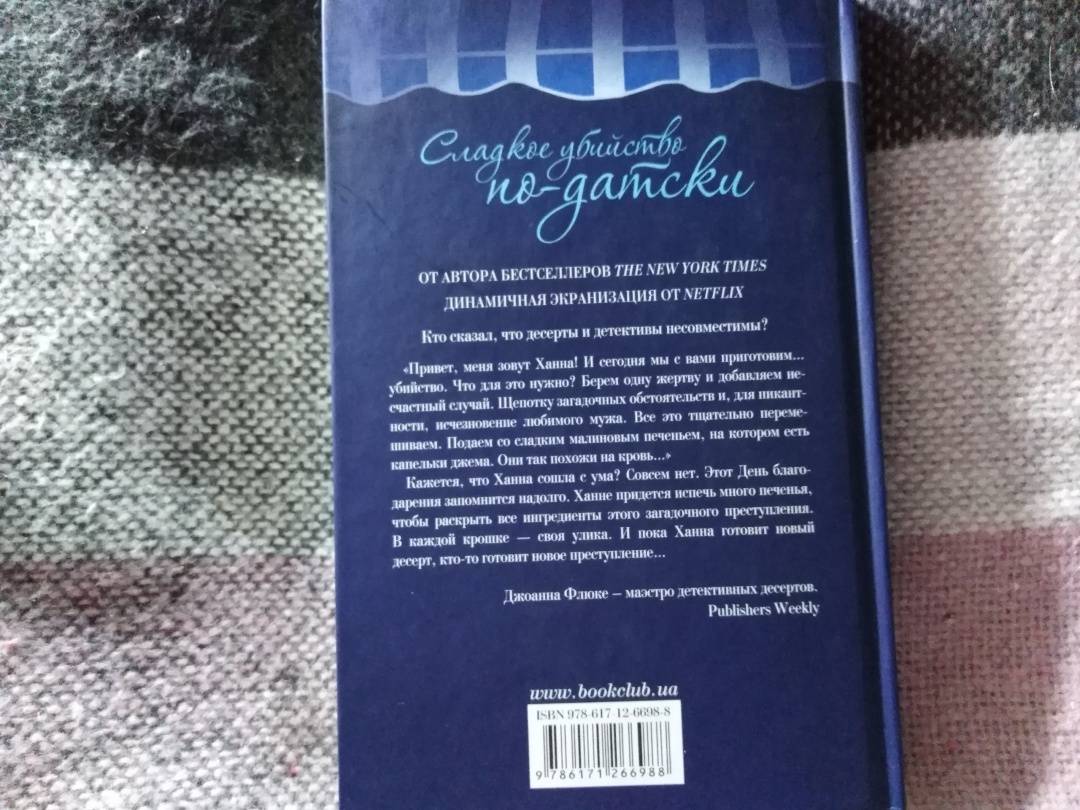 Сладкое убийство
по-датски
ОТ АВТОРА БЕСТСЕЛЛЕРОВ THE NEW YORK TIMES
ДИНАМИЧНАЯ ЭКРАНИЗАЦИЯ ОТ NETFLIX
Кто сказал, что десерты и детективы несовместимы?
«Привет, меня зовут Ханна! И сегодня мы с вами приготовим...
убийство. Что для это нужно? Берем одну жертву и добавляем не-
счастный случай. Щепотку загадочных обстоятельств и, для пикант-
ности, исчезновение любимого мужа. Все это тщательно переме-
шиваем. Подаем со сладким малиновым печеньем, на котором есть
капельки джема. Они так похожи на кровь...»
Кажется, что Ханна сошла с ума? Совсем нет. Этот День благо-
дарения запомнится надолго. Ханне придется испечь много печенья,
чтобы раскрыть все ингредиенты этого загадочного преступления.
В каждой крошке — своя улика. И пока Ханна готовит новый
десерт, кто-то готовит новое преступление...
Джоанна Флюке – маэстро детективных десертов.
Publishers Weekly
www.bookclub.ua
ISBN 978-617-12-6698-8
9 786171 266988